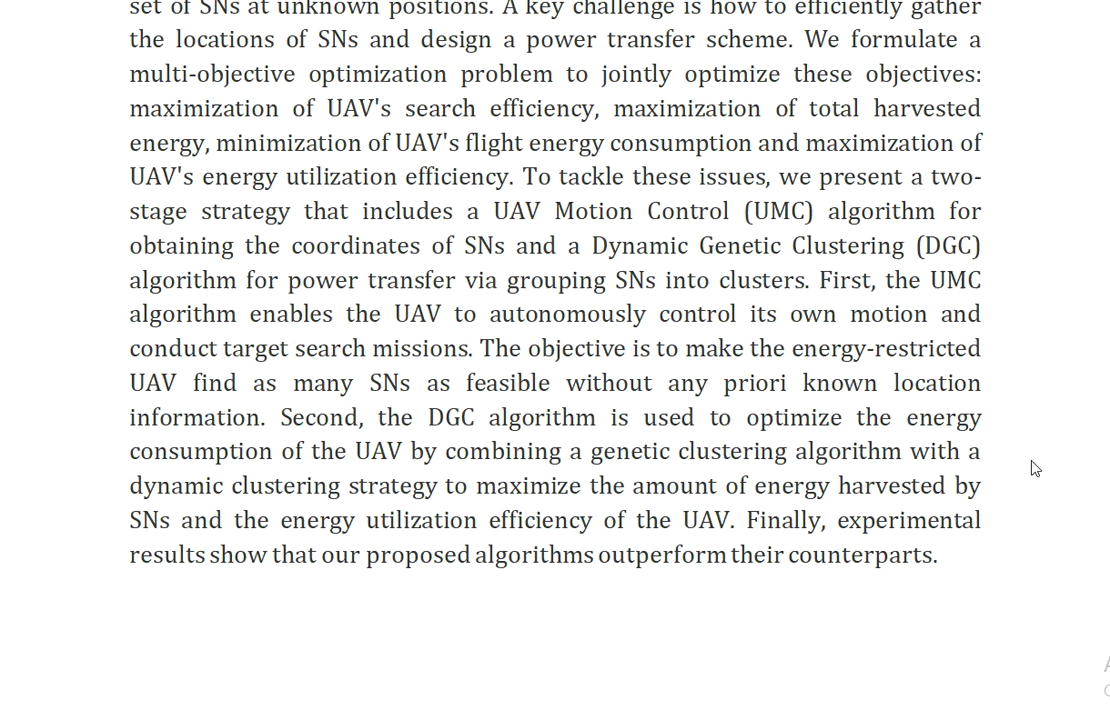 set of SNs at unknown positions. A key challenge is how to efficiently gather
the locations of SNs and design a power transfer scheme. We formulate a
multi-objective optimization problem to jointly optimize these objectives:
maximization of UAV's search efficiency, maximization of total harvested
energy, minimization of UAV's flight energy consumption and maximization of
UAV's energy utilization efficiency. To tackle these issues, we present a two-
stage strategy that includes a UAV Motion Control (UMC) algorithm for
obtaining the coordinates of SNs and a Dynamic Genetic Clustering (DGC)
algorithm for power transfer via grouping SNs into clusters. First, the UMC
algorithm enables the UAV to autonomously control its own motion and
conduct target search missions. The objective is to make the energy-restricted
UAV find as many SNs as feasible without any priori known location
information. Second, the DGC algorithm is used to optimize the energy
consumption of the UAV by combining a genetic clustering algorithm with a
dynamic clustering strategy to maximize the amount of energy harvested by
SNs and the energy utilization efficiency of the UAV. Finally, experimental
results show that our proposed algorithms outperform their counterparts.